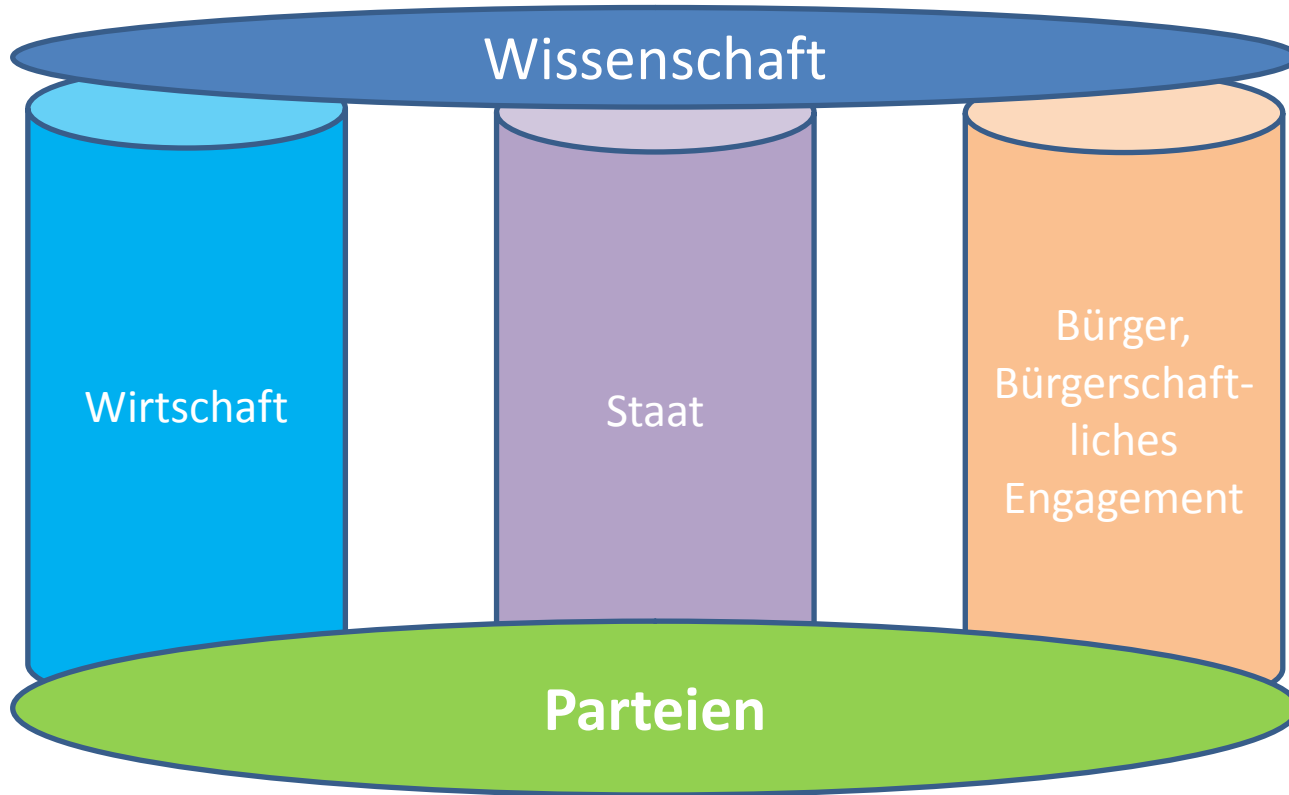 Wissenschaft
Wirtschaft
Staat
Bürger,
Bürgerschaft-
liches
Engagement
Parteien